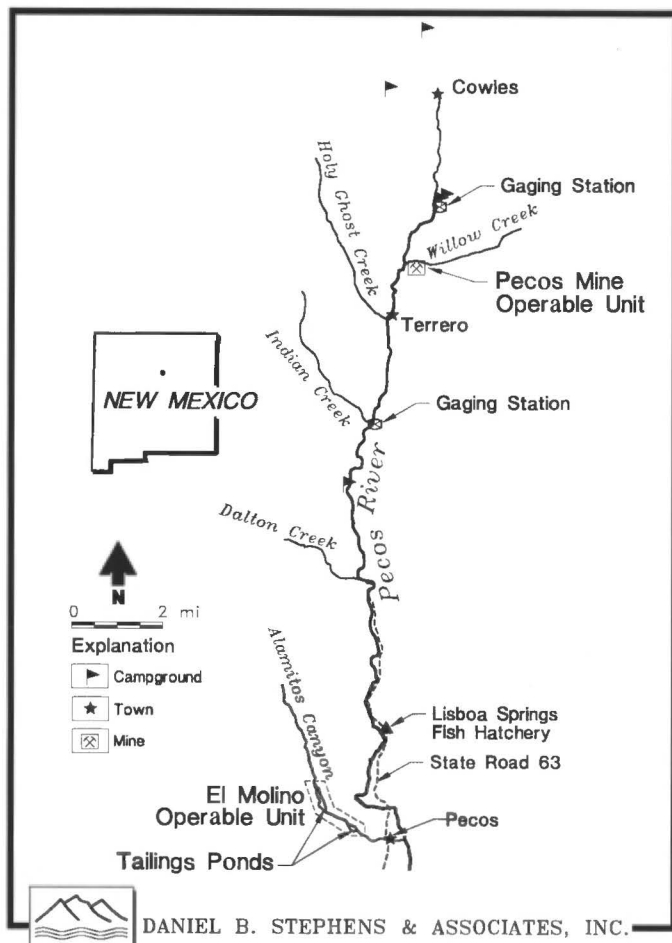 Cowles
Holy Ghost Creek
Gaging Station
Willow Creek
Pecos Mine
Operable Unit
Terrero
Indian Creek
NEW MEXICO
Gaging Station
Pecos River
Dalton Creek
N
0 2 mi
Explanation
Campground
Town
Mine
Alamitos Canyon
Lisboa Springs
Fish Hatchery
State Road 63
El Molino
Operable Unit
Pecos
Tailings Ponds
DANIEL B. STEPHENS & ASSOCIATES, INC.